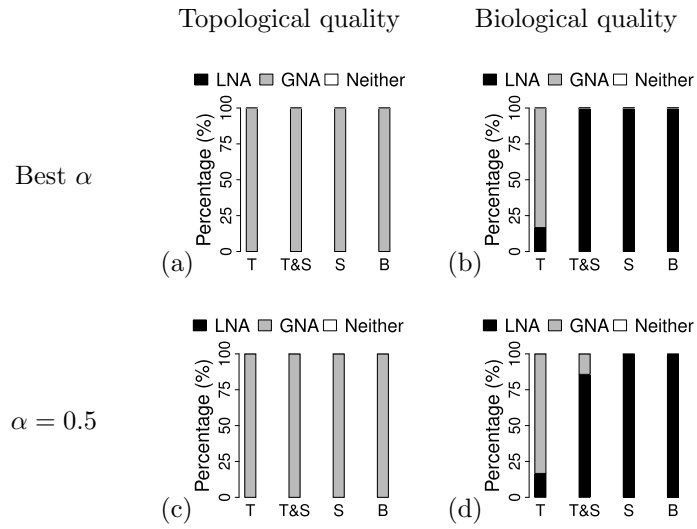 Topological quality
Biological quality
Best α
LNA GNA Neither
Percentage (%)
0 25 50 75 100
T T&S S B
(a)
LNA GNA Neither
Percentage (%)
0 25 50 75 100
T T&S S B
(b)
α = 0.5
LNA GNA Neither
Percentage (%)
0 25 50 75 100
T T&S S B
(c)
LNA GNA Neither
Percentage (%)
0 25 50 75 100
T T&S S B
(d)